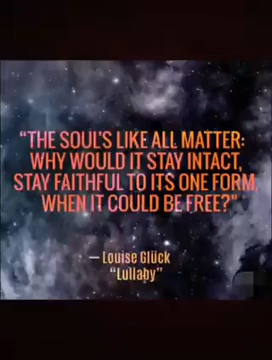 “THE SOUL'S LIKE ALL MATTER:
WHY WOULD IT STAY INTACT,
STAY FAITHFUL TO ITS ONE FORM,
WHEN IT COULD BE FREE?”
— Louise Glück
“Lullaby”